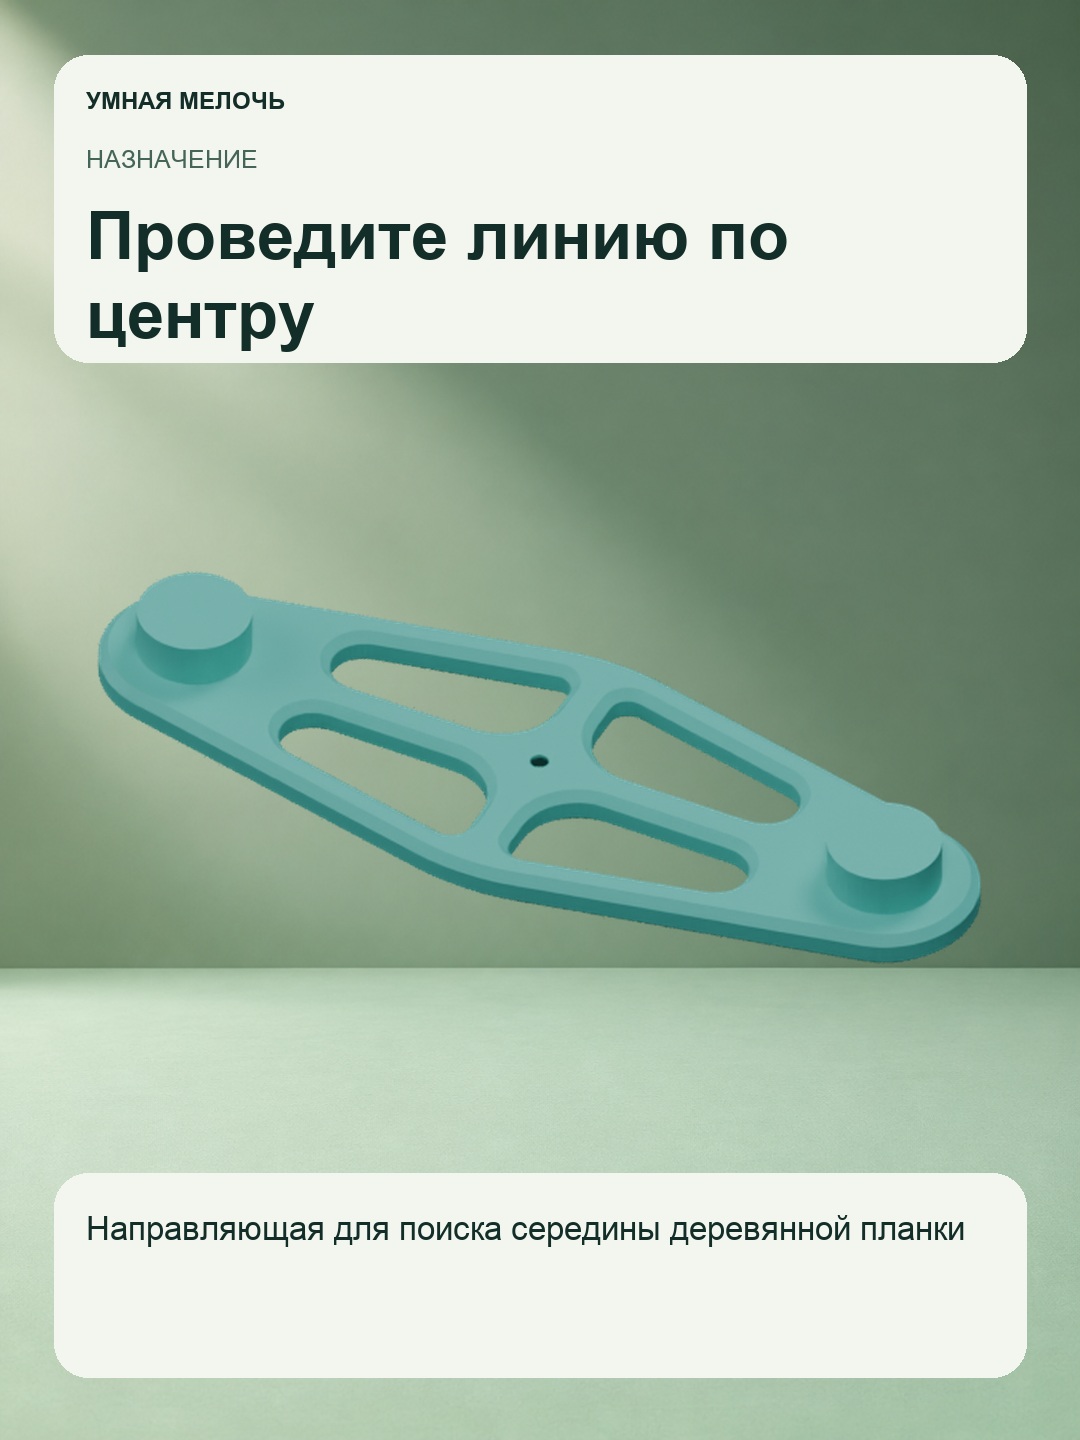 УМНАЯ МЕЛОЧЬ
НАЗНАЧЕНИЕ
Проведите линию по
центру
Направляющая для поиска середины деревянной планки